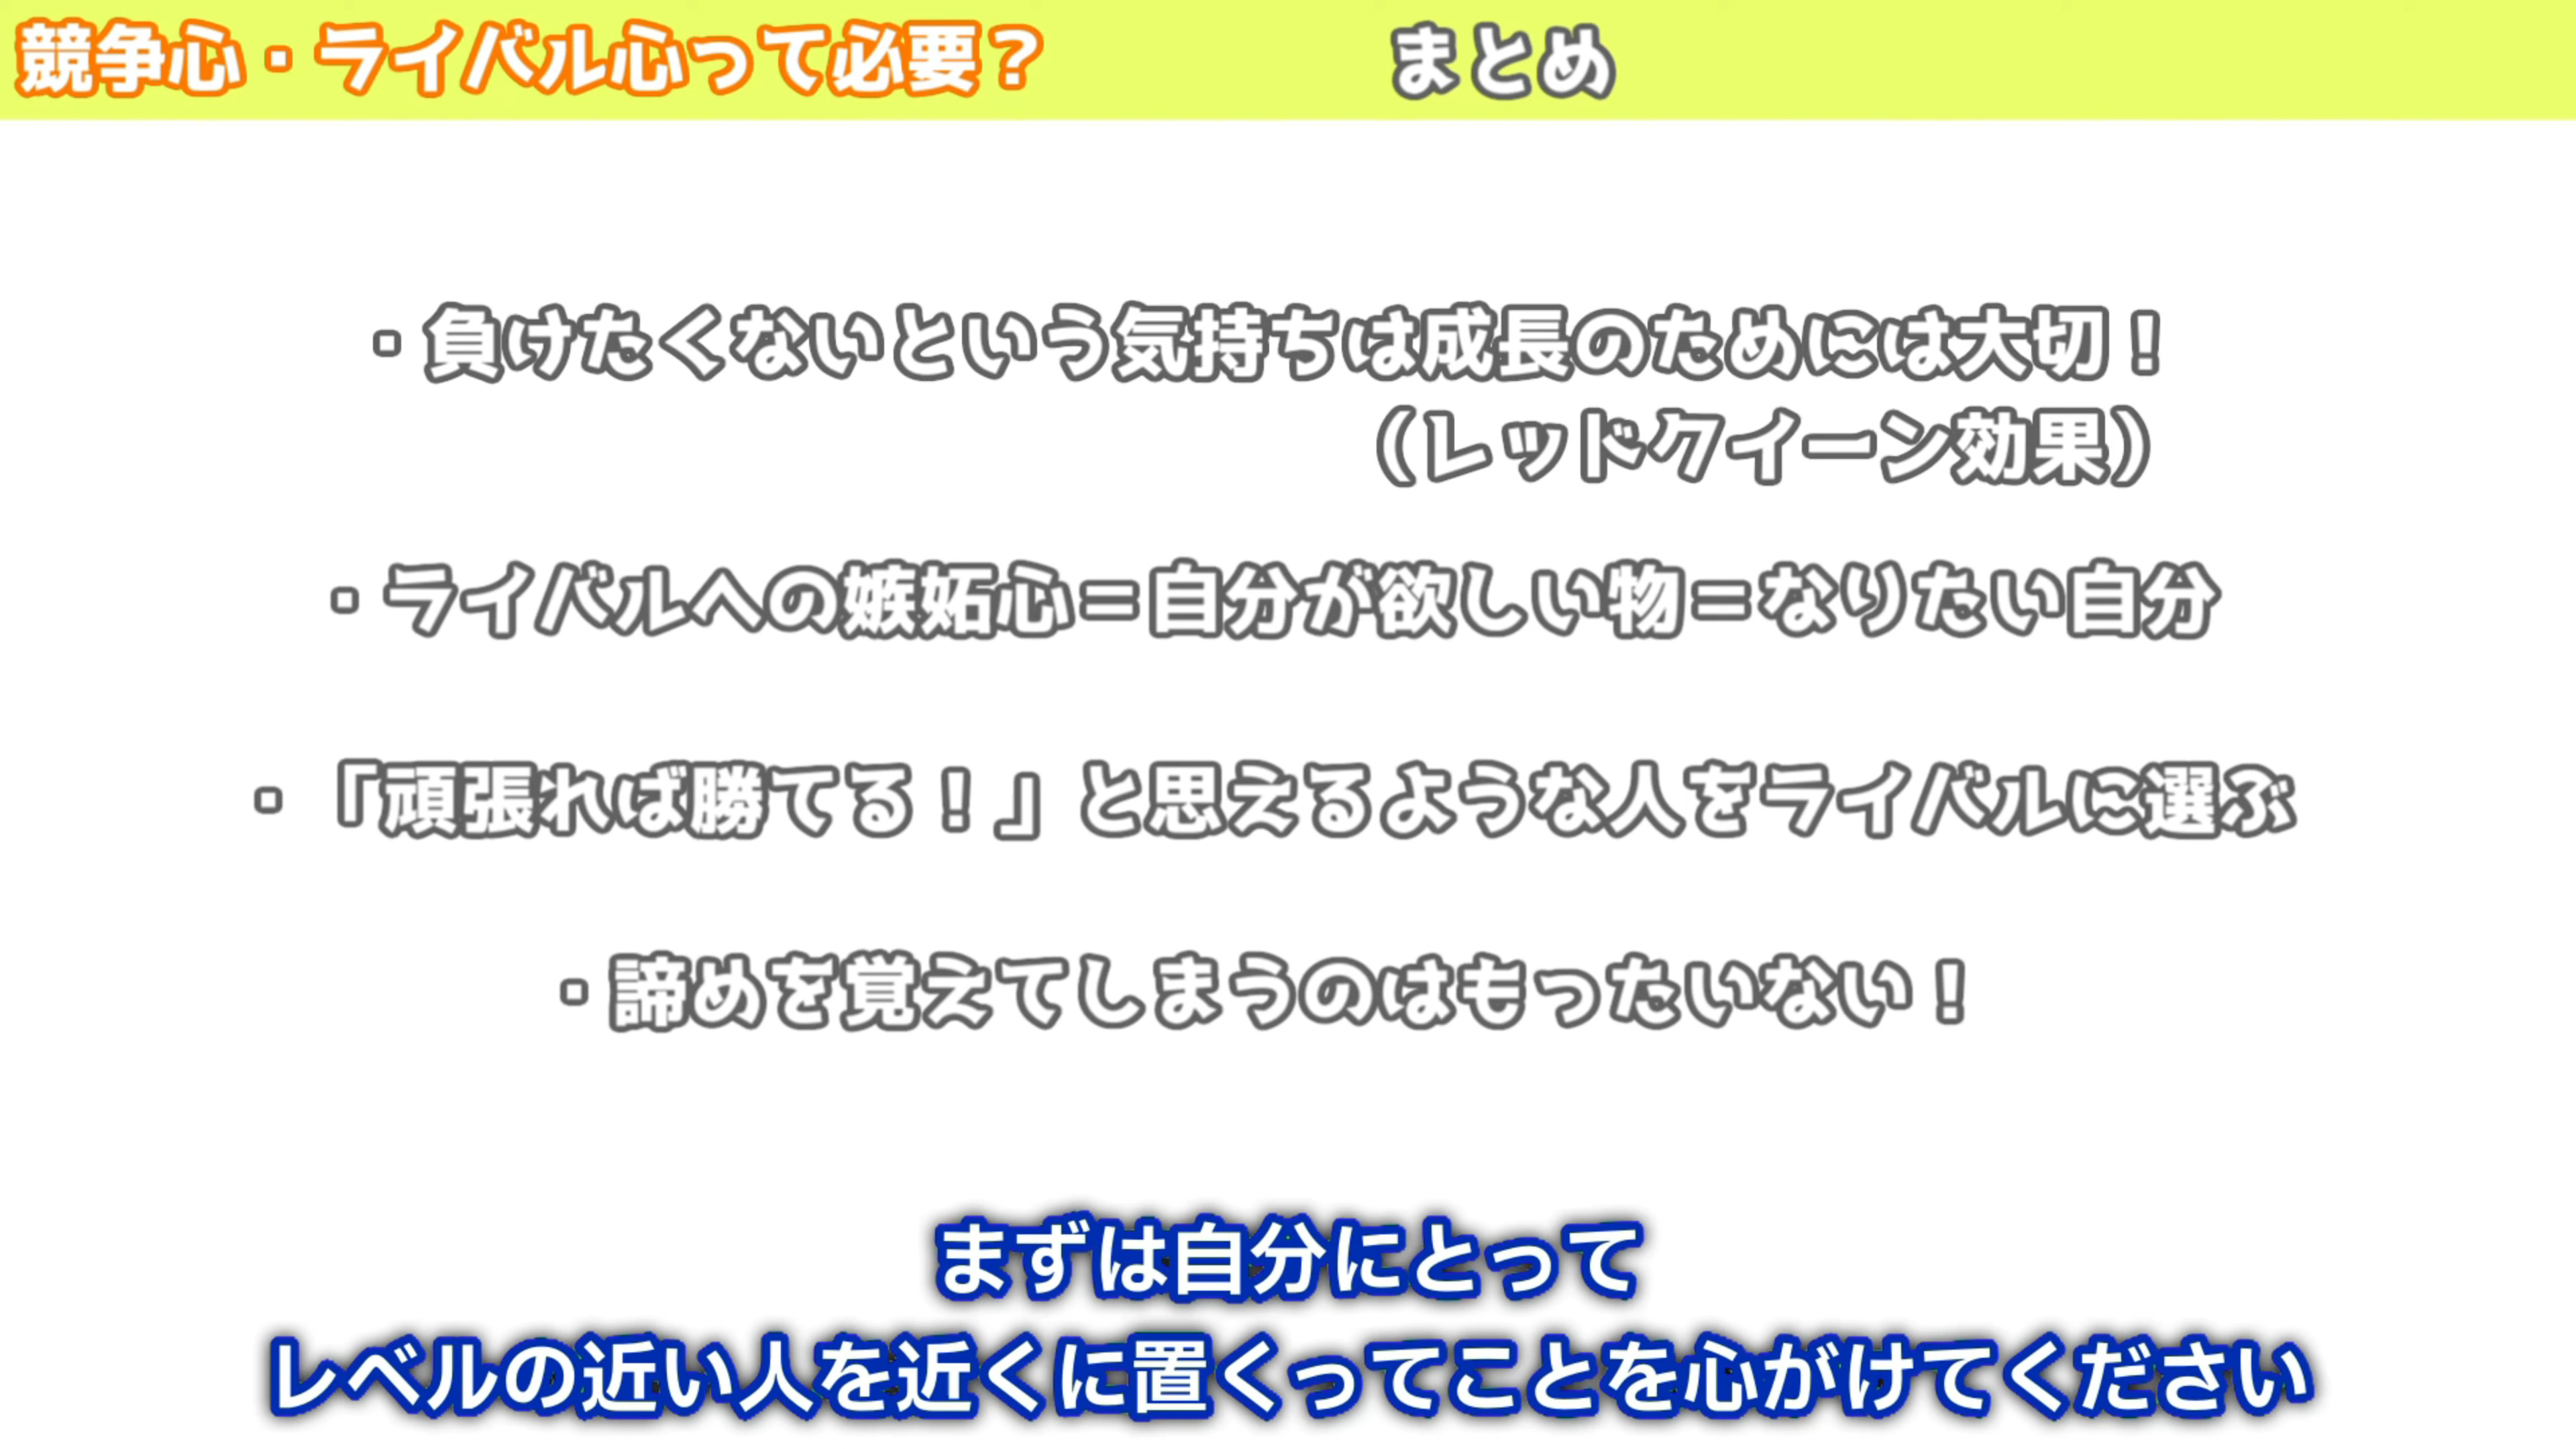 競争心・ライバル心って必要？
まとめ
・負けたくないという気持ちは成長のためには大切！
（レッドクイーン効果）
・ライバルへの嫉妬心＝自分が欲しい物＝なりたい自分
・「頑張れば勝てる！」と思えるような人をライバルに選ぶ
・諦めを覚えてしまうのはもったいない！
まずは自分にとって
レベルの近い人を近くに置くってことを心がけてください